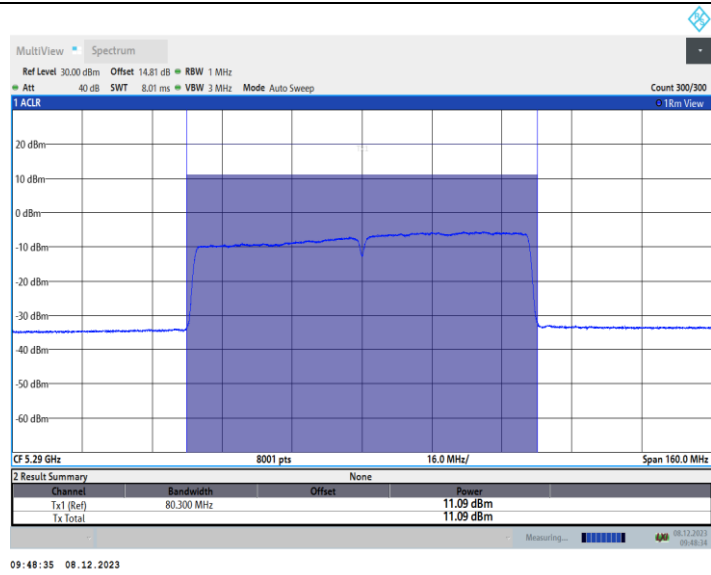 MultiView Spectrum
Ref Level 30.00 dBm Offset 14.81 dB RBW 1 MHz
Att 40 dB SWT 8.01 ms VBW 3 MHz Mode Auto Sweep Count 300/300
1 ACLR 1Rm View
20 dBm
10 dBm
0 dBm
-10 dBm
-20 dBm
-30 dBm
-40 dBm
-50 dBm
-60 dBm
CF 5.29 GHz 8001 pts 16.0 MHz/ Span 160.0 MHz
2 Result Summary None
Channel Bandwidth Offset Power
Tx1 (Ref) 80.300 MHz 11.09 dBm
Tx Total 11.09 dBm
Measuring... 08.12.2023
09:48:34
09:48:35 08.12.2023